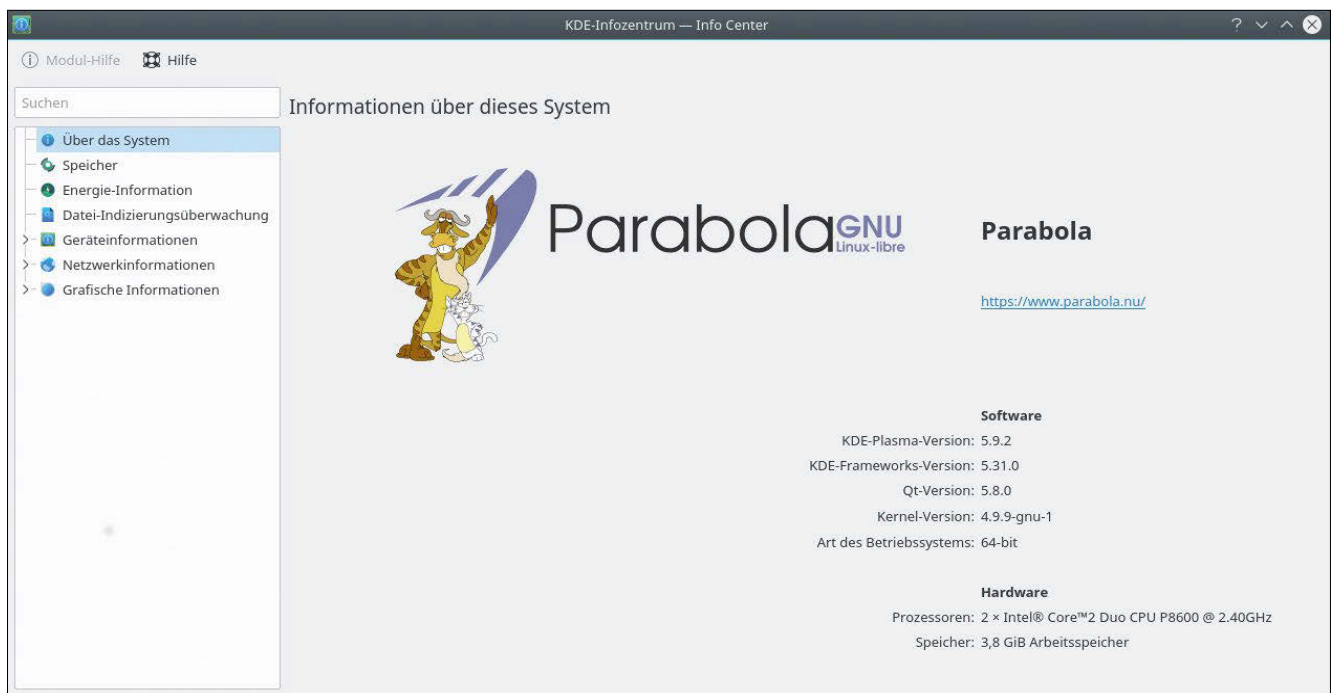 KDE-Infozentrum — Info Center
Modul-Hilfe Hilfe
Suchen
Über das System
Speicher
Energie-Information
Datei-Indizierungsüberwachung
Geräteinformationen
Netzwerkinformationen
Grafische Informationen
Informationen über dieses System
Parabola GNU
Linux-libre
Parabola
https://www.parabola.nu/
Software
KDE-Plasma-Version: 5.9.2
KDE-Frameworks-Version: 5.31.0
Qt-Version: 5.8.0
Kernel-Version: 4.9.9-gnu-1
Art des Betriebssystems: 64-bit
Hardware
Prozessoren: 2 × Intel® Core™2 Duo CPU P8600 @ 2.40GHz
Speicher: 3,8 GiB Arbeitsspeicher